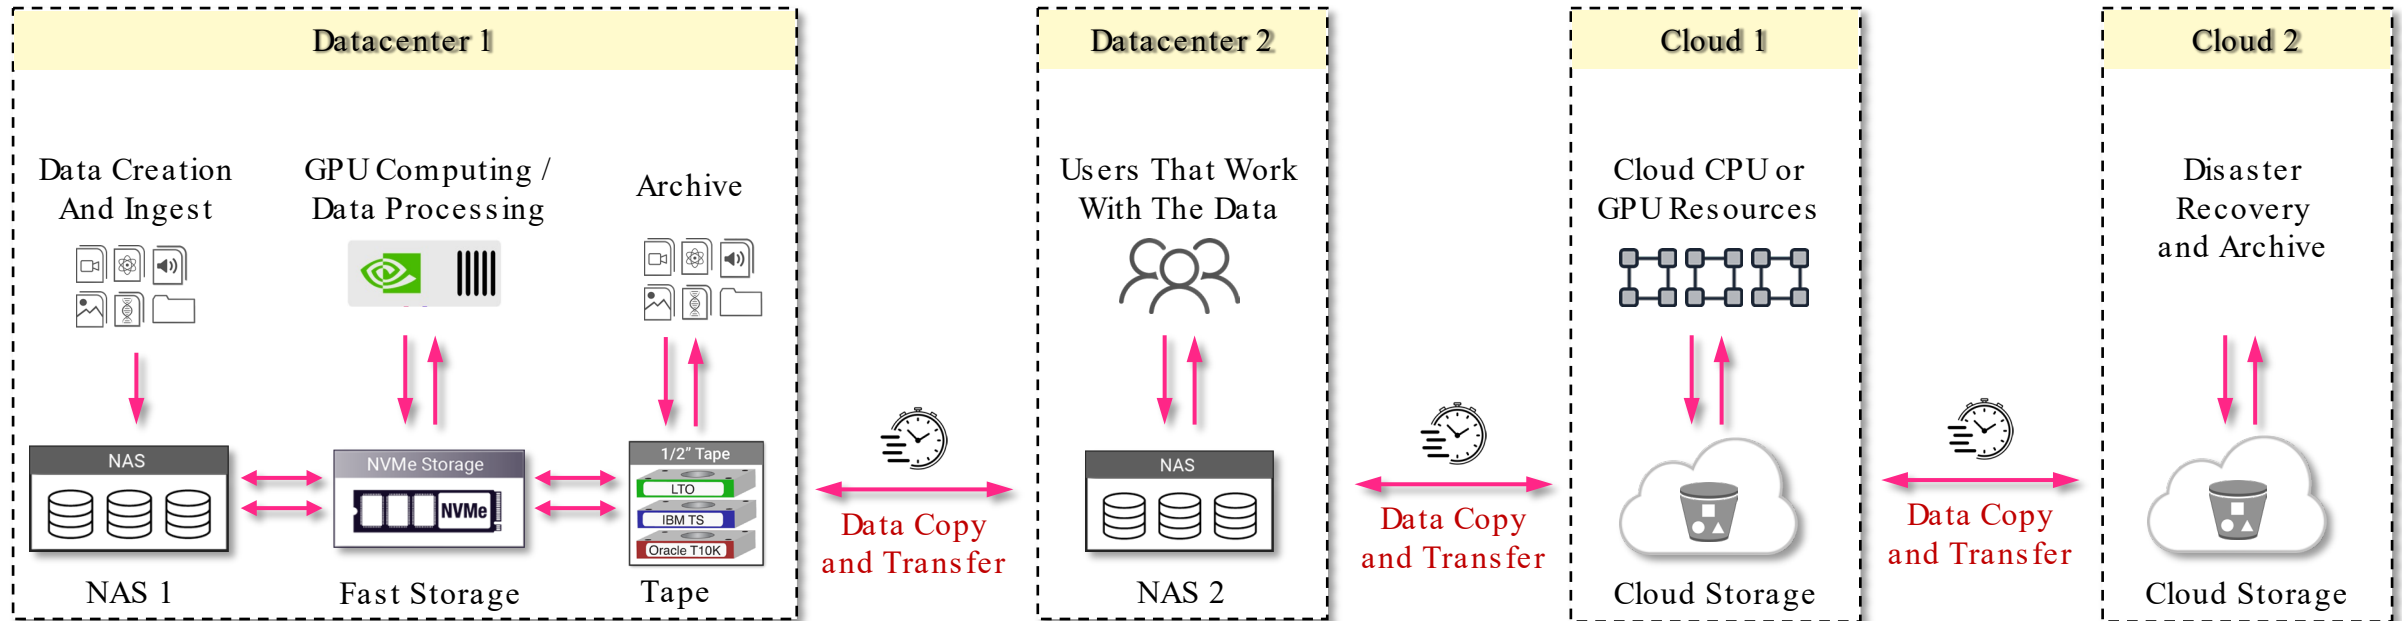 Datacenter 1
Data Creation
And Ingest
GPU Computing /
Data Processing
Archive
NAS
NVMe Storage
NVMe
1/2” Tape
LTO
IBM TS
Oracle T10K
NAS 1
Fast Storage
Tape
Data Copy
and Transfer
Datacenter 2
Users That Work
With The Data
NAS
NAS 2
Data Copy
and Transfer
Cloud 1
Cloud CPU or
GPU Resources
Cloud Storage
Data Copy
and Transfer
Cloud 2
Disaster
Recovery
and Archive
Cloud Storage